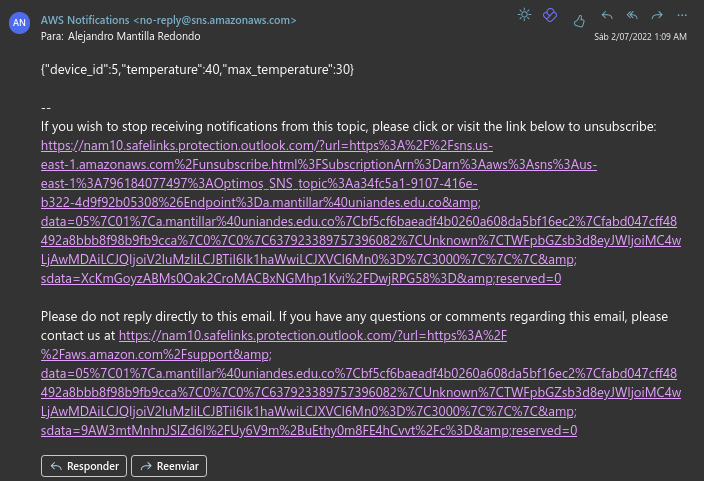 AN
AWS Notifications <no-reply@sns.amazonaws.com>
Para: Alejandro Mantilla Redondo
Sáb 2/07/2022 1:09 AM
{"device_id":5,"temperature":40,"max_temperature":30}
--
If you wish to stop receiving notifications from this topic, please click or visit the link below to unsubscribe:
https://nam10.safelinks.protection.outlook.com/?url=https%3A%2F%2Fsns.us-
east-1.amazonaws.com%2Funsubscribe.html%3FSubscriptionArn%3Darn%3Aaws%3Asns%3Aus-
east-1%3A796184077497%3AOptimos_SNS_topic%3Aa34fc5a1-9107-416e-
b322-4d9f92b05308%26Endpoint%3Da.mantillar%40uniandes.edu.co&amp;
data=05%7C01%7Ca.mantillar%40uniandes.edu.co%7Cbf5cf6baeadf4b0260a608da5bf16ec2%7Cfabd047cff48
492a8bbb8f98b9fb9cca%7C0%7C0%7C637923389757396082%7CUnknown%7CTWFpbGZsb3d8eyJWIjoiMC4w
LjAwMDAiLCJQIjoiV2luMzIiLCJBTiI6Ik1haWwiLCJXVCI6Mn0%3D%7C3000%7C%7C%7C&amp;
sdata=XcKmGoyzABMs0Oak2CroMACBxNGMhp1Kvi%2FDwjRPG58%3D&amp;reserved=0
Please do not reply directly to this email. If you have any questions or comments regarding this email, please
contact us at https://nam10.safelinks.protection.outlook.com/?url=https%3A%2F
%2Faws.amazon.com%2Fsupport&amp;
data=05%7C01%7Ca.mantillar%40uniandes.edu.co%7Cbf5cf6baeadf4b0260a608da5bf16ec2%7Cfabd047cff48
492a8bbb8f98b9fb9cca%7C0%7C0%7C637923389757396082%7CUnknown%7CTWFpbGZsb3d8eyJWIjoiMC4w
LjAwMDAiLCJQIjoiV2luMzIiLCJBTiI6Ik1haWwiLCJXVCI6Mn0%3D%7C3000%7C%7C%7C&amp;
sdata=9AW3mtMnhnJSIZd6I%2FUy6V9m%2BuEthy0m8FE4hCvvt%2Fc%3D&amp;reserved=0
Responder
Reenviar